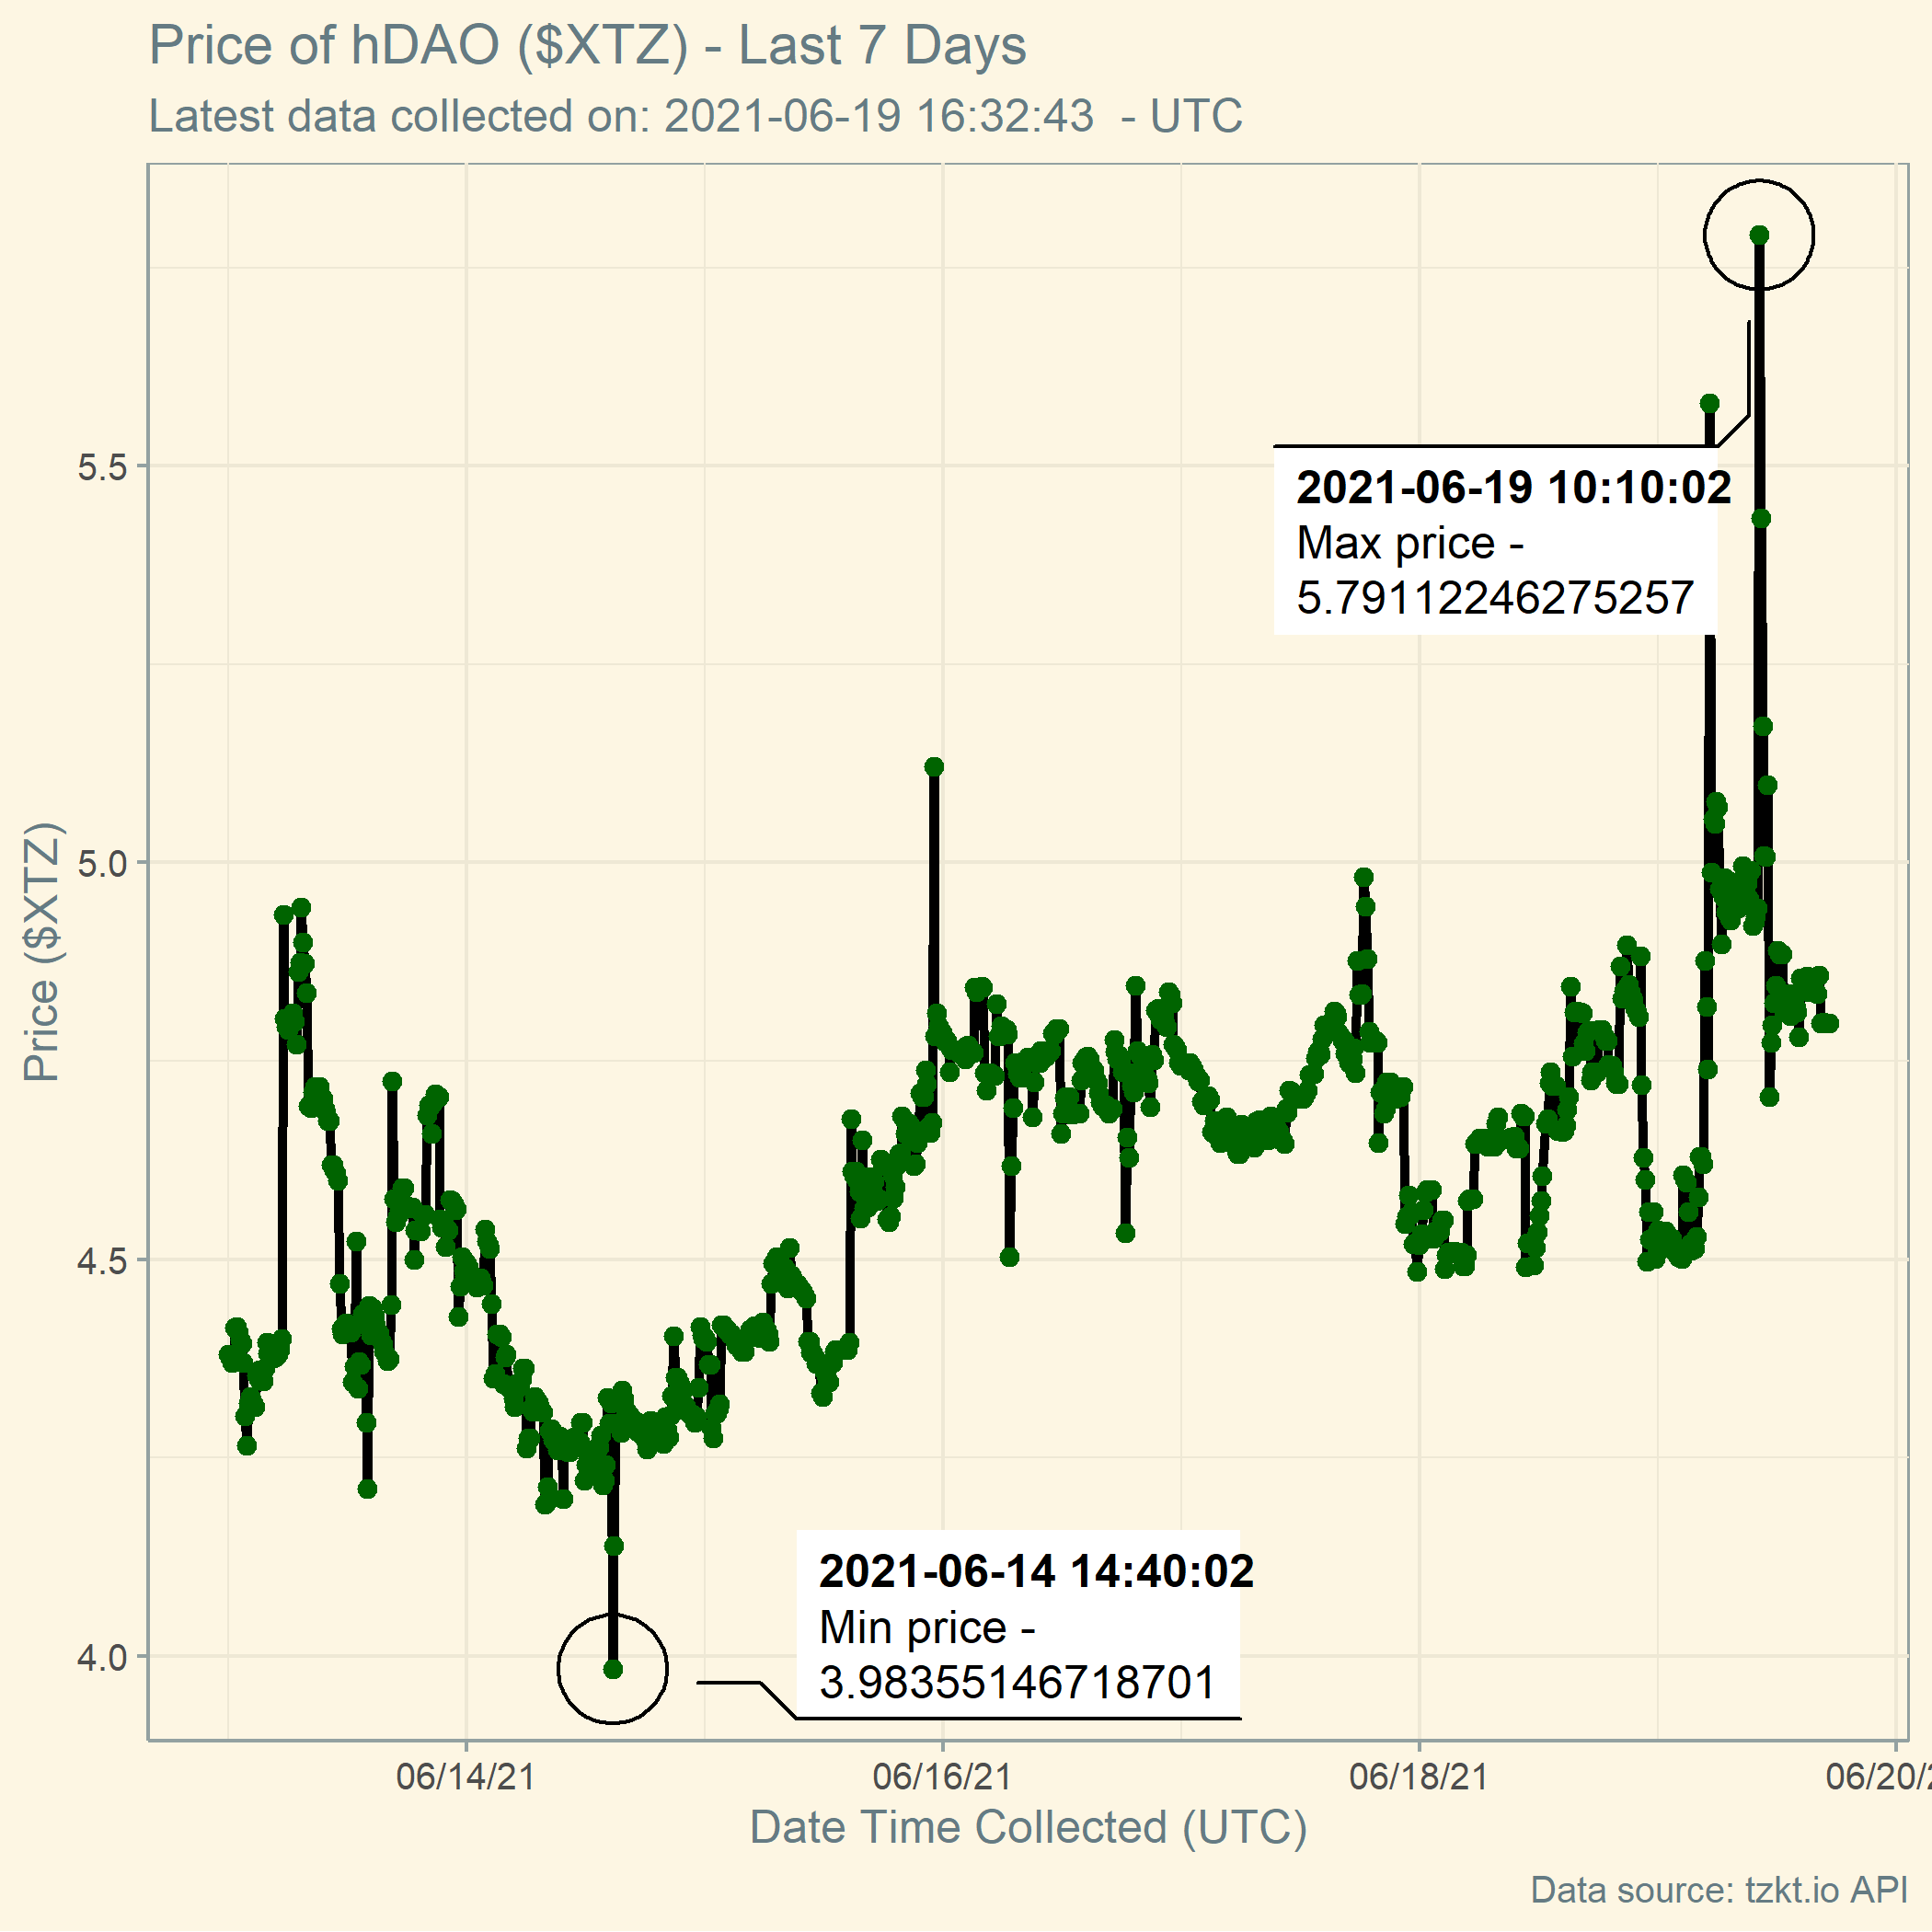 Price of hDAO ($XTZ) - Last 7 Days
Latest data collected on: 2021-06-19 16:32:43  - UTC
5.5
2021-06-19 10:10:02
Max price -
5.79112246275257
Price ($XTZ)
5.0
4.5
2021-06-14 14:40:02
Min price -
3.98355146718701
4.0
06/14/21
06/16/21
06/18/21
06/20/2
Date Time Collected (UTC)
Data source: tzkt.io API